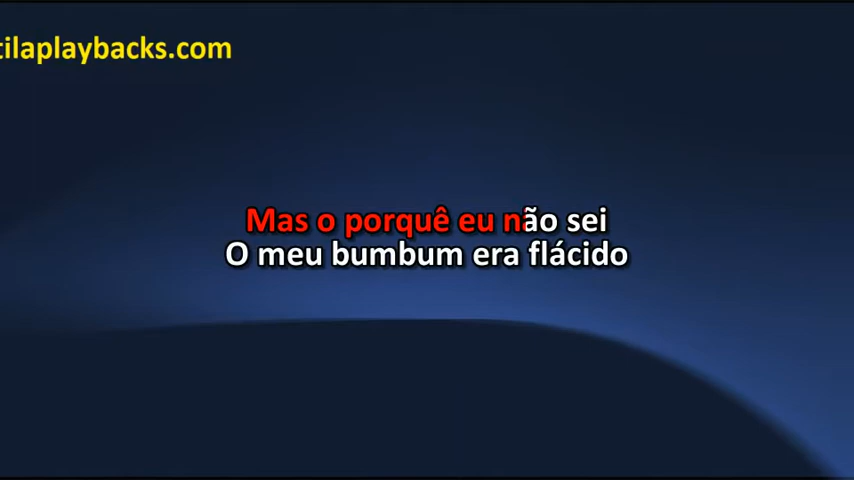 tilaplaybacks.com
Mas o porquê eu não sei
O meu bumbum era flácido